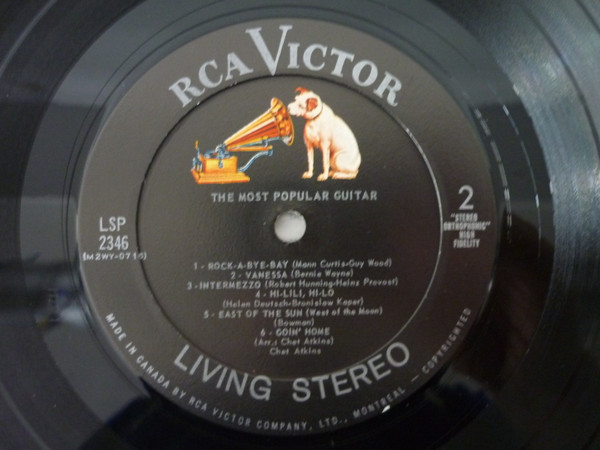 RCA VICTOR
THE MOST POPULAR GUITAR
LSP
2346
(M2WY-0715)
2
"STEREO
ORTHOPHONIC"
HIGH
FIDELITY
1 - ROCK-A-BYE-BAY (Mann Curtis-Guy Wood)
2 - VANESSA (Bernie Wayne)
3 - INTERMEZZO (Robert Hunning-Heinz Provost)
4 - HI-LILI, HI-LO
(Helen Deutsch-Bronislaw Kaper)
5 - EAST OF THE SUN (West of the Moon)
(Bowman)
6 - GOIN' HOME
(Arr.: Chet Atkins)
Chet Atkins
LIVING STEREO
MADE IN CANADA BY RCA VICTOR COMPANY, LTD., MONTREAL - COPYRIGHTED